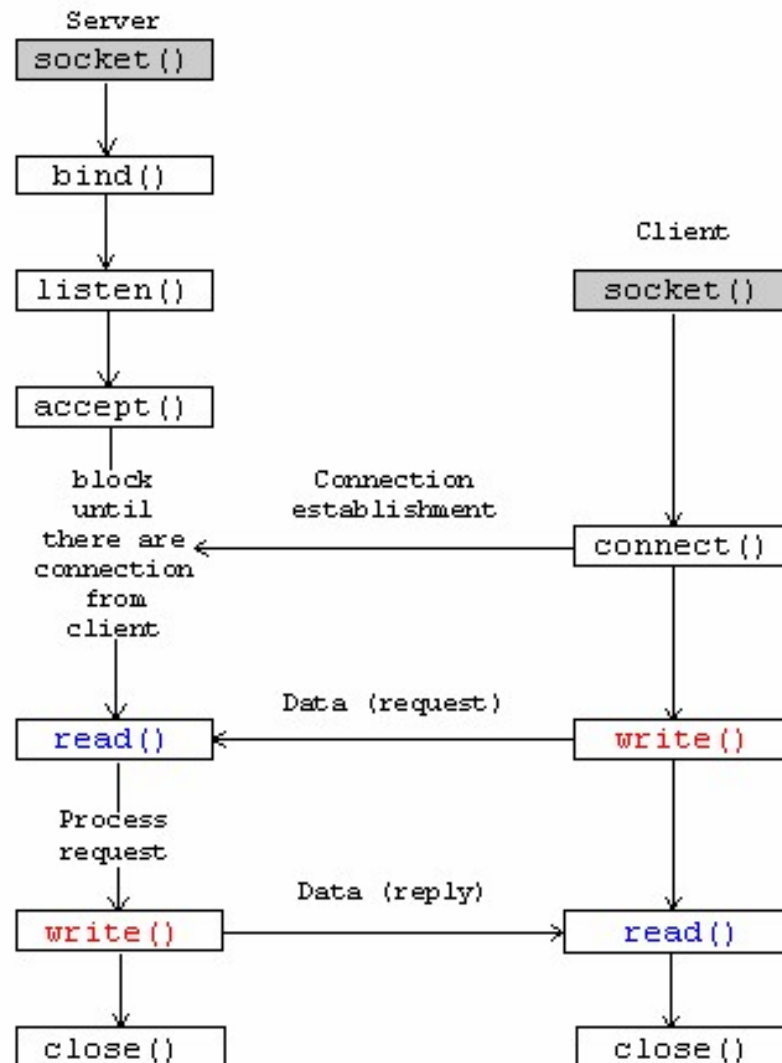 Server
socket()
bind()
listen()
accept()
block
until
there are
connection
from
client
read()
Process
request
write()
close()
Connection
establishment
Data (request)
Data (reply)
Client
socket()
connect()
write()
read()
close()